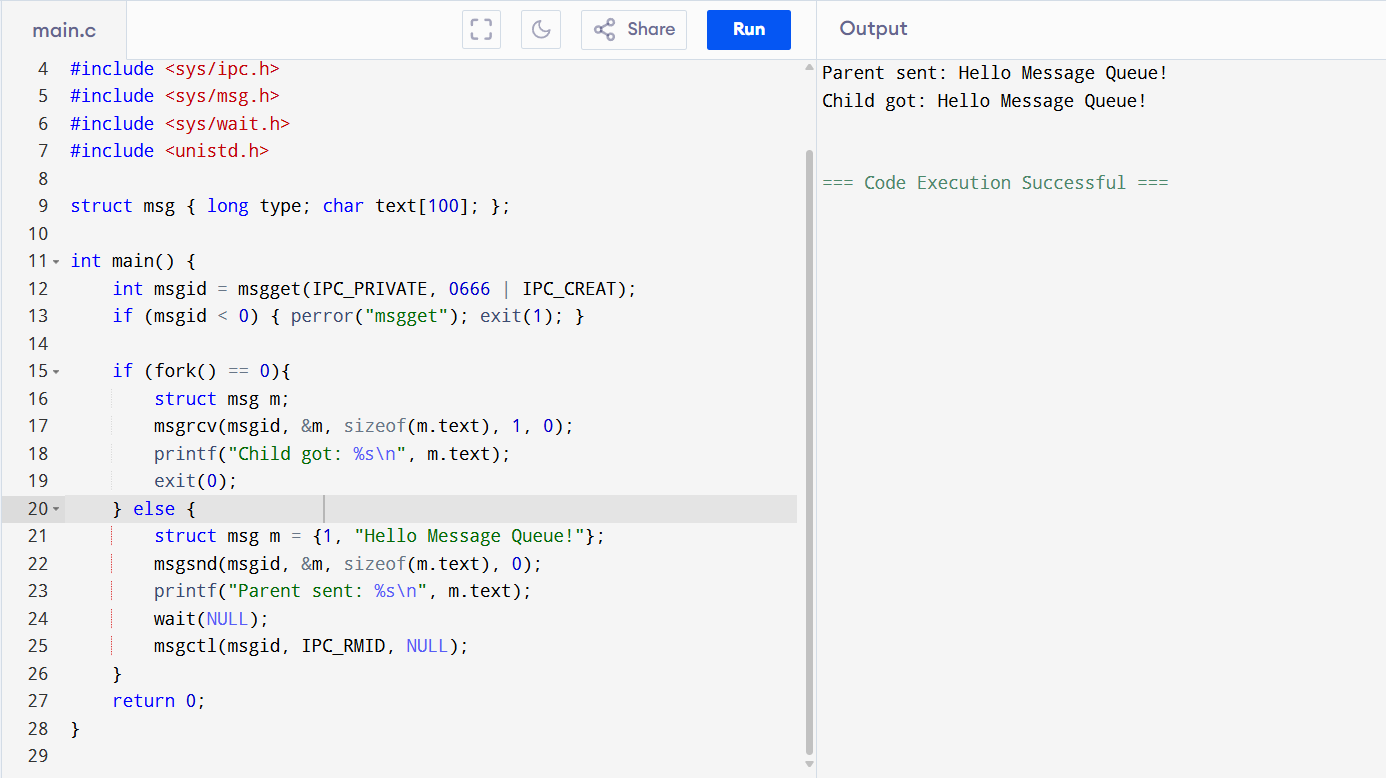 main.c
Share
Run
Output
4 #include <sys/ipc.h>
5 #include <sys/msg.h>
6 #include <sys/wait.h>
7 #include <unistd.h>
8
9 struct msg { long type; char text[100]; };
10
11 int main() {
12     int msgid = msgget(IPC_PRIVATE, 0666 | IPC_CREAT);
13     if (msgid < 0) { perror("msgget"); exit(1); }
14
15     if (fork() == 0){
16         struct msg m;
17         msgrcv(msgid, &m, sizeof(m.text), 1, 0);
18         printf("Child got: %s\n", m.text);
19         exit(0);
20     } else {
21         struct msg m = {1, "Hello Message Queue!"};
22         msgsnd(msgid, &m, sizeof(m.text), 0);
23         printf("Parent sent: %s\n", m.text);
24         wait(NULL);
25         msgctl(msgid, IPC_RMID, NULL);
26     }
27     return 0;
28 }
29
Parent sent: Hello Message Queue!
Child got: Hello Message Queue!
=== Code Execution Successful ===